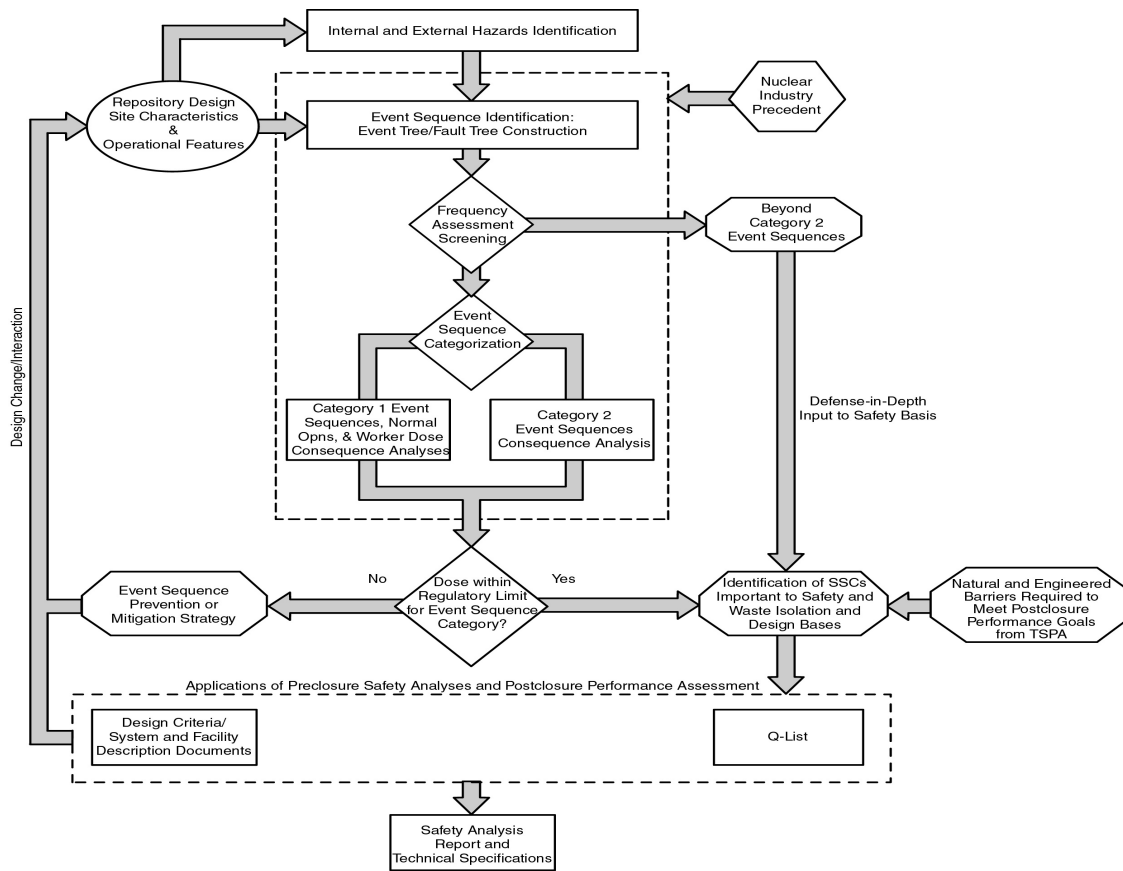 Internal and External Hazards Identification
Nuclear
Industry
Precedent
Repository Design
Site Characteristics
&
Operational Features
Event Sequence Identification:
Event Tree/Fault Tree Construction
Frequency
Assessment
Screening
Beyond
Category 2
Event Sequences
Event
Sequence
Categorization
Design Change/Interaction
Category 1 Event
Sequences, Normal
Opns, & Worker Dose
Consequence Analyses
Category 2
Event Sequences
Consequence Analysis
Defense-in-Depth
Input to Safety Basis
No
Yes
Event Sequence
Prevention or
Mitigation Strategy
Dose within
Regulatory Limit
for Event Sequence
Category?
Identification of SSCs
Important to Safety and
Waste Isolation and
Design Bases
Natural and Engineered
Barriers Required to
Meet Postclosure
Performance Goals
from TSPA
Applications of Preclosure Safety Analyses and Postclosure Performance Assessment
Design Criteria/
System and Facility
Description Documents
Q-List
Safety Analysis
Report and
Technical Specifications